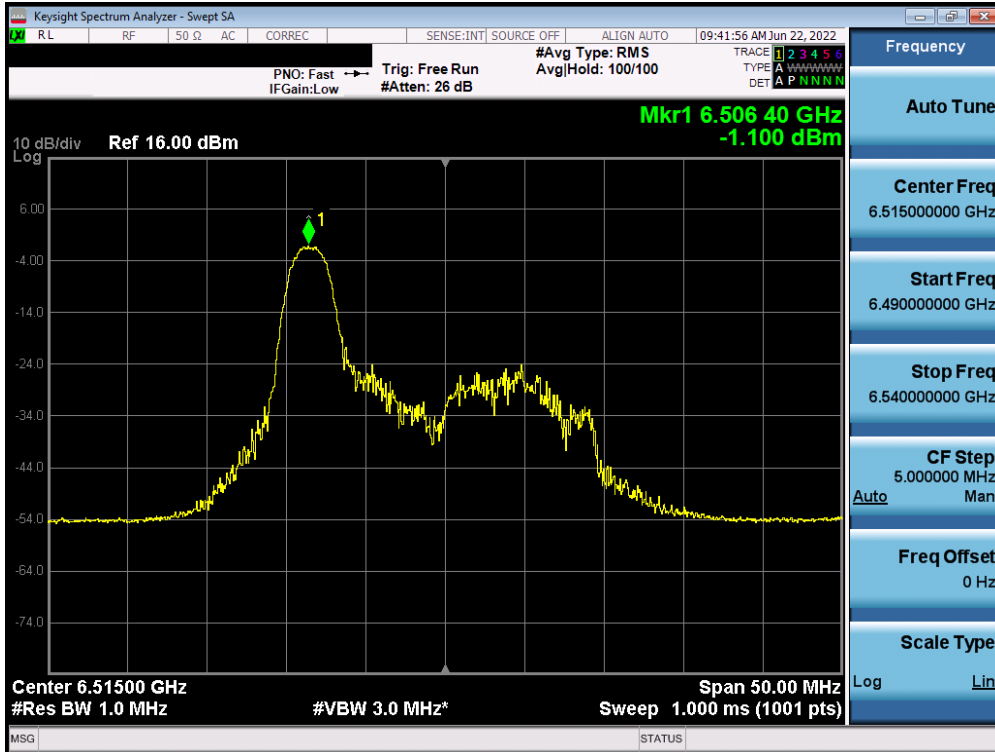 Keysight Spectrum Analyzer - Swept SA
LXI RL RF 50 Ω AC CORREC SENSE:INT SOURCE OFF ALIGN AUTO 09:41:56 AM Jun 22, 2022
PNO: Fast
IFGain:Low
Trig: Free Run
#Atten: 26 dB
#Avg Type: RMS
Avg|Hold: 100/100
TRACE 1 2 3 4 5 6
TYPE A WWWWW
DET A P N N N N
Mkr1 6.506 40 GHz
-1.100 dBm
10 dB/div Ref 16.00 dBm
Log
1
6.00
-4.00
-14.0
-24.0
-34.0
-44.0
-54.0
-64.0
-74.0
Center 6.51500 GHz Span 50.00 MHz
#Res BW 1.0 MHz #VBW 3.0 MHz* Sweep 1.000 ms (1001 pts)
MSG STATUS
Frequency
Auto Tune
Center Freq
6.515000000 GHz
Start Freq
6.490000000 GHz
Stop Freq
6.540000000 GHz
CF Step
5.000000 MHz
Auto Man
Freq Offset
0 Hz
Scale Type
Log Lin